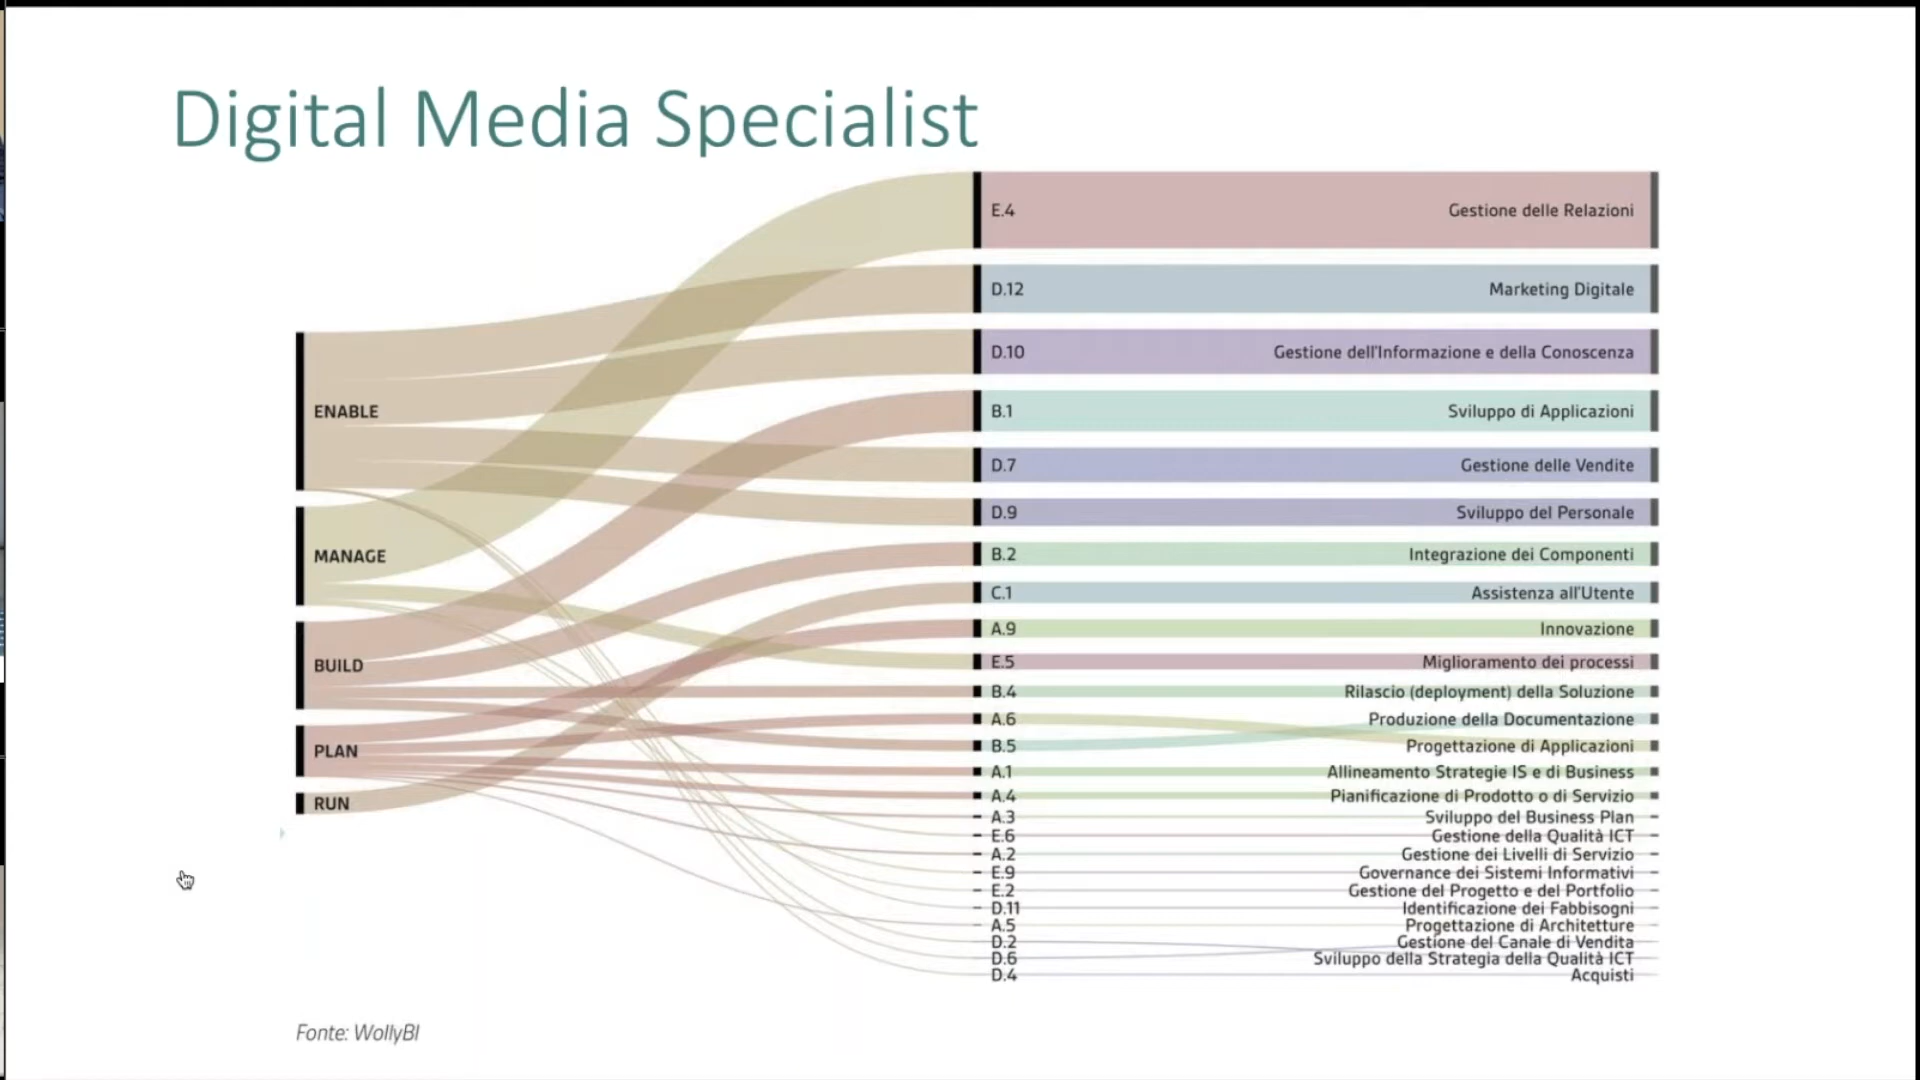 Digital Media Specialist
ENABLE
MANAGE
BUILD
PLAN
RUN
E.4 Gestione delle Relazioni
D.12 Marketing Digitale
D.10 Gestione dell'Informazione e della Conoscenza
B.1 Sviluppo di Applicazioni
D.7 Gestione delle Vendite
D.9 Sviluppo del Personale
B.2 Integrazione dei Componenti
C.1 Assistenza all'Utente
A.9 Innovazione
E.5 Miglioramento dei processi
B.4 Rilascio (deployment) della Soluzione
A.6 Produzione della Documentazione
B.5 Progettazione di Applicazioni
A.1 Allineamento Strategie IS e di Business
A.4 Pianificazione di Prodotto o di Servizio
A.3 Sviluppo del Business Plan
E.6 Gestione della Qualità ICT
A.2 Gestione dei Livelli di Servizio
E.9 Governance dei Sistemi Informativi
E.2 Gestione del Progetto e del Portfolio
D.11 Identificazione dei Fabbisogni
A.5 Progettazione di Architetture
D.2 Gestione del Canale di Vendita
D.6 Sviluppo della Strategia della Qualità ICT
D.4 Acquisti
Fonte: WollyBI